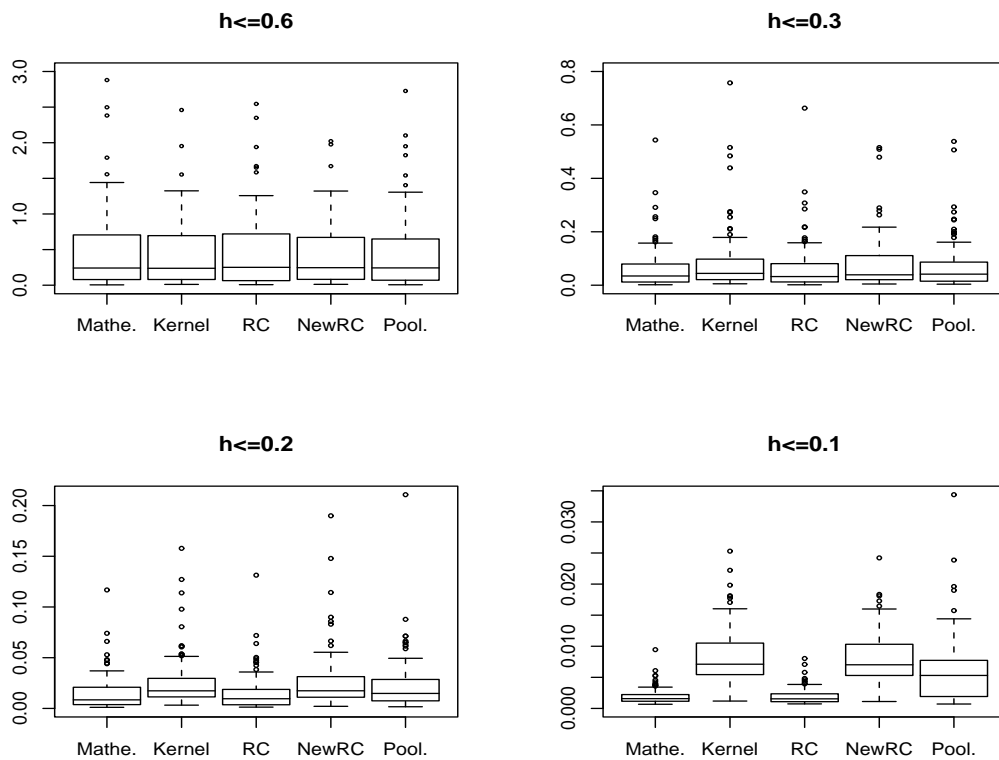 h<=0.6
3.0
2.0
1.0
0.0
Mathe. Kernel RC NewRC Pool.
h<=0.3
0.8
0.6
0.4
0.2
0.0
Mathe. Kernel RC NewRC Pool.
h<=0.2
0.20
0.15
0.10
0.05
0.00
Mathe. Kernel RC NewRC Pool.
h<=0.1
0.030
0.020
0.010
0.000
Mathe. Kernel RC NewRC Pool.